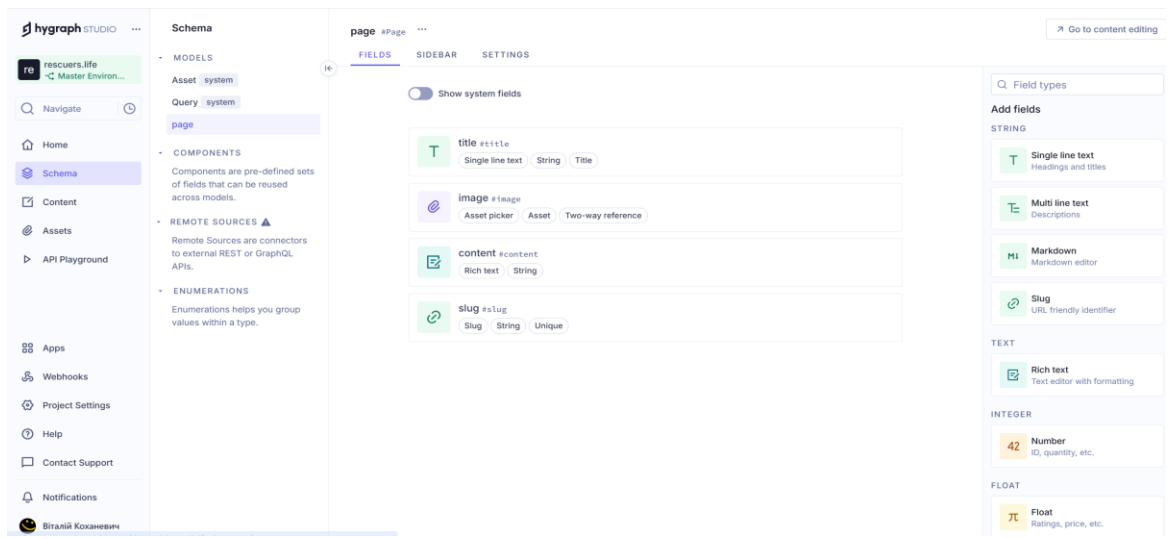 hygraph STUDIO ...
re
rescuers.life
Master Environ...
Navigate
Home
Schema
Content
Assets
API Playground
Apps
Webhooks
Project Settings
Help
Contact Support
Notifications
Віталій Коханевич
Schema
MODELS
Asset system
Query system
page
COMPONENTS
Components are pre-defined sets
of fields that can be reused
across models.
REMOTE SOURCES
Remote Sources are connectors
to external REST or GraphQL
APIs.
ENUMERATIONS
Enumerations helps you group
values within a type.
page #Page ...
FIELDS SIDEBAR SETTINGS
Go to content editing
Show system fields
T
title #title
Single line text String Title
image #image
Asset picker Asset Two-way reference
content #content
Rich text String
slug #slug
Slug String Unique
Field types
Add fields
STRING
T
Single line text
Headings and titles
Multi line text
Descriptions
M↓
Markdown
Markdown editor
Slug
URL friendly identifier
TEXT
Rich text
Text editor with formatting
INTEGER
42
Number
ID, quantity, etc.
FLOAT
π
Float
Ratings, price, etc.